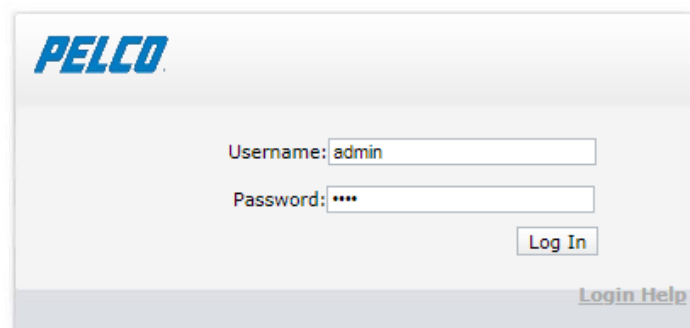 PELCO
Username: admin
Password: ••••
Log In
Login Help